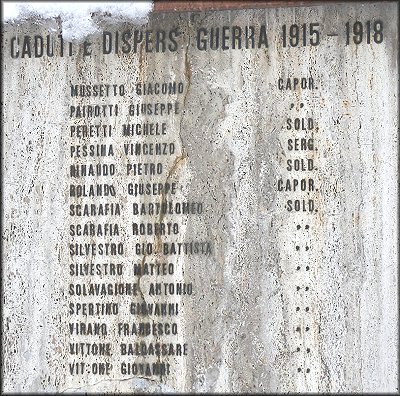 CADUTI E DISPERSI GUERRA 1915 - 1918
MUSSETTO GIACOMO CAPOR.
PAIROTTI GIUSEPPE ,,
PERETTI MICHELE SOLD.
PESSINA VINCENZO SERG.
RINAUDO PIETRO SOLD.
ROLANDO GIUSEPPE CAPOR.
SCARAFIA BARTOLOMEO SOLD.
SCARAFIA ROBERTO ,,
SILVESTRO GIO BATTISTA ,,
SILVESTRO MATTEO ,,
SOLAVAGIONE ANTONIO ,,
SPERTINO GIOVANNI ,,
VIRANO FRANCESCO ,,
VITTONE BALDASSARE ,,
VITTONE GIOVANNI ,,